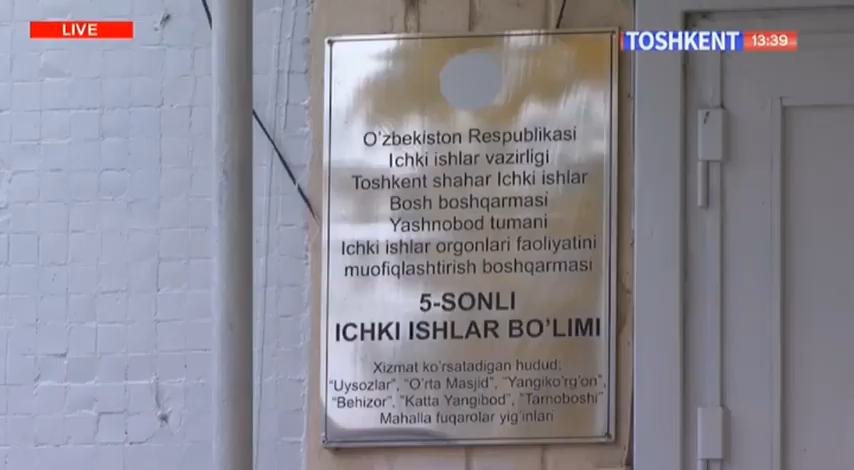 LIVE
TOSHKENT 13:39
O'zbekiston Respublikasi
Ichki ishlar vazirligi
Toshkent shahar Ichki ishlar
Bosh boshqarmasi
Yashnobod tumani
Ichki ishlar orgonlari faoliyatini
muofiqlashtirish boshqarmasi
5-SONLI
ICHKI ISHLAR BO'LIMI
Xizmat ko'rsatadigan hudud:
"Uysozlar", "O'rta Masjid", "Yangiko'rg'on",
"Behizor", "Katta Yangibod", "Tarnoboshi"
Mahalla fuqarolar yig'inlari